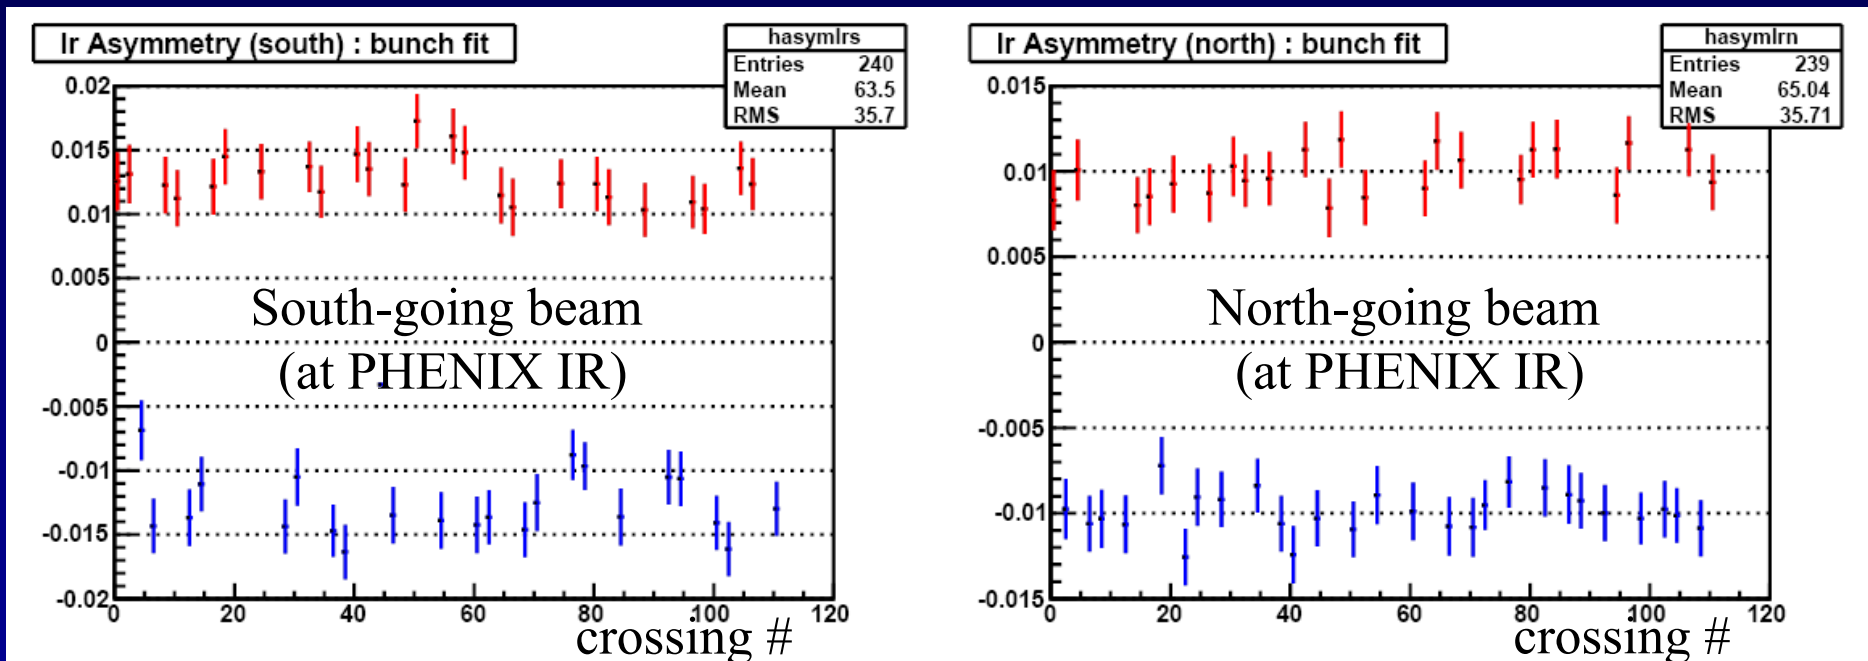 lr Asymmetry (south) : bunch fit
hasymlrs
Entries 240
Mean 63.5
RMS 35.7
0.02
0.015
0.01
0.005
0
-0.005
-0.01
-0.015
-0.02
South-going beam
(at PHENIX IR)
0 20 40 60 80 100 120
crossing #
lr Asymmetry (north) : bunch fit
hasymlrn
Entries 239
Mean 65.04
RMS 35.71
0.015
0.01
0.005
0
-0.005
-0.01
-0.015
North-going beam
(at PHENIX IR)
0 20 40 60 80 100 120
crossing #